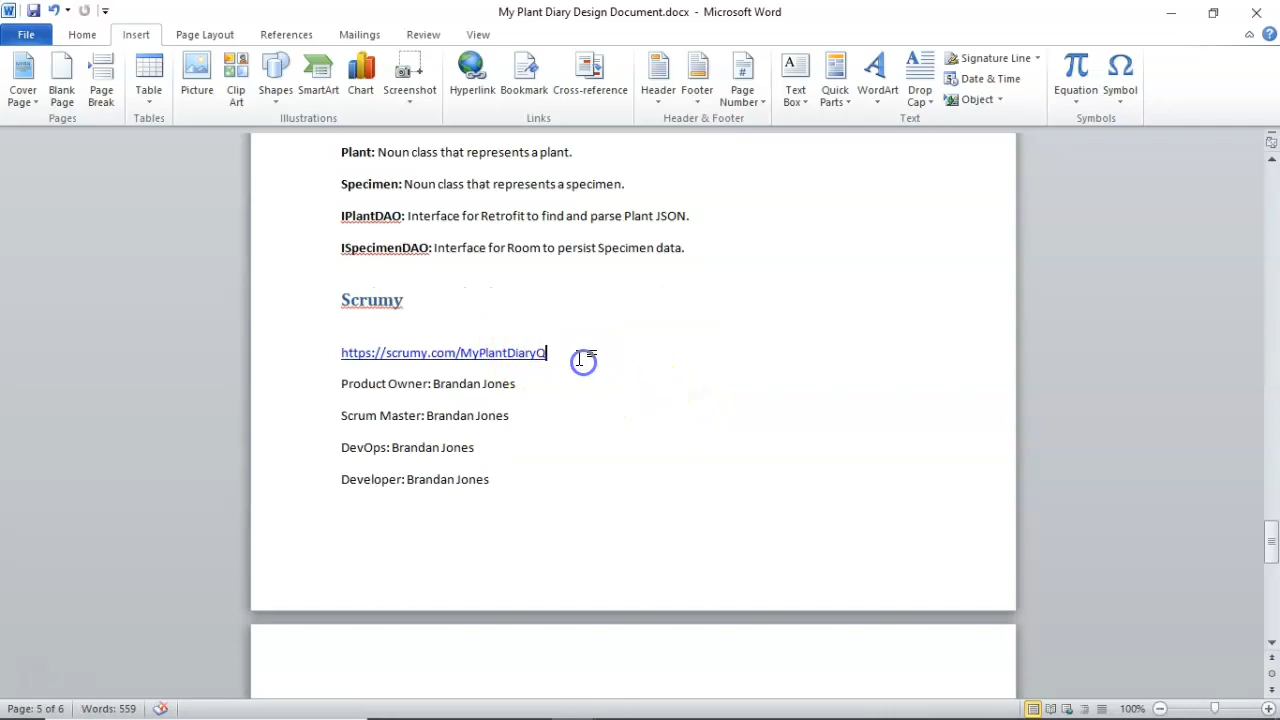 My Plant Diary Design Document.docx - Microsoft Word
File Home Insert Page Layout References Mailings Review View
Cover Page Blank Page Page Break Table Picture Clip Art Shapes SmartArt Chart Screenshot Hyperlink Bookmark Cross-reference Header Footer Page Number Text Box Quick Parts WordArt Drop Cap Signature Line Date & Time Object Equation Symbol
Pages Tables Illustrations Links Header & Footer Text Symbols
Plant: Noun class that represents a plant.
Specimen: Noun class that represents a specimen.
IPlantDAO: Interface for Retrofit to find and parse Plant JSON.
ISpecimenDAO: Interface for Room to persist Specimen data.
Scrumy
https://scrumy.com/MyPlantDiaryQ
Product Owner: Brandan Jones
Scrum Master: Brandan Jones
DevOps: Brandan Jones
Developer: Brandan Jones
Page: 5 of 6 Words: 559 100%